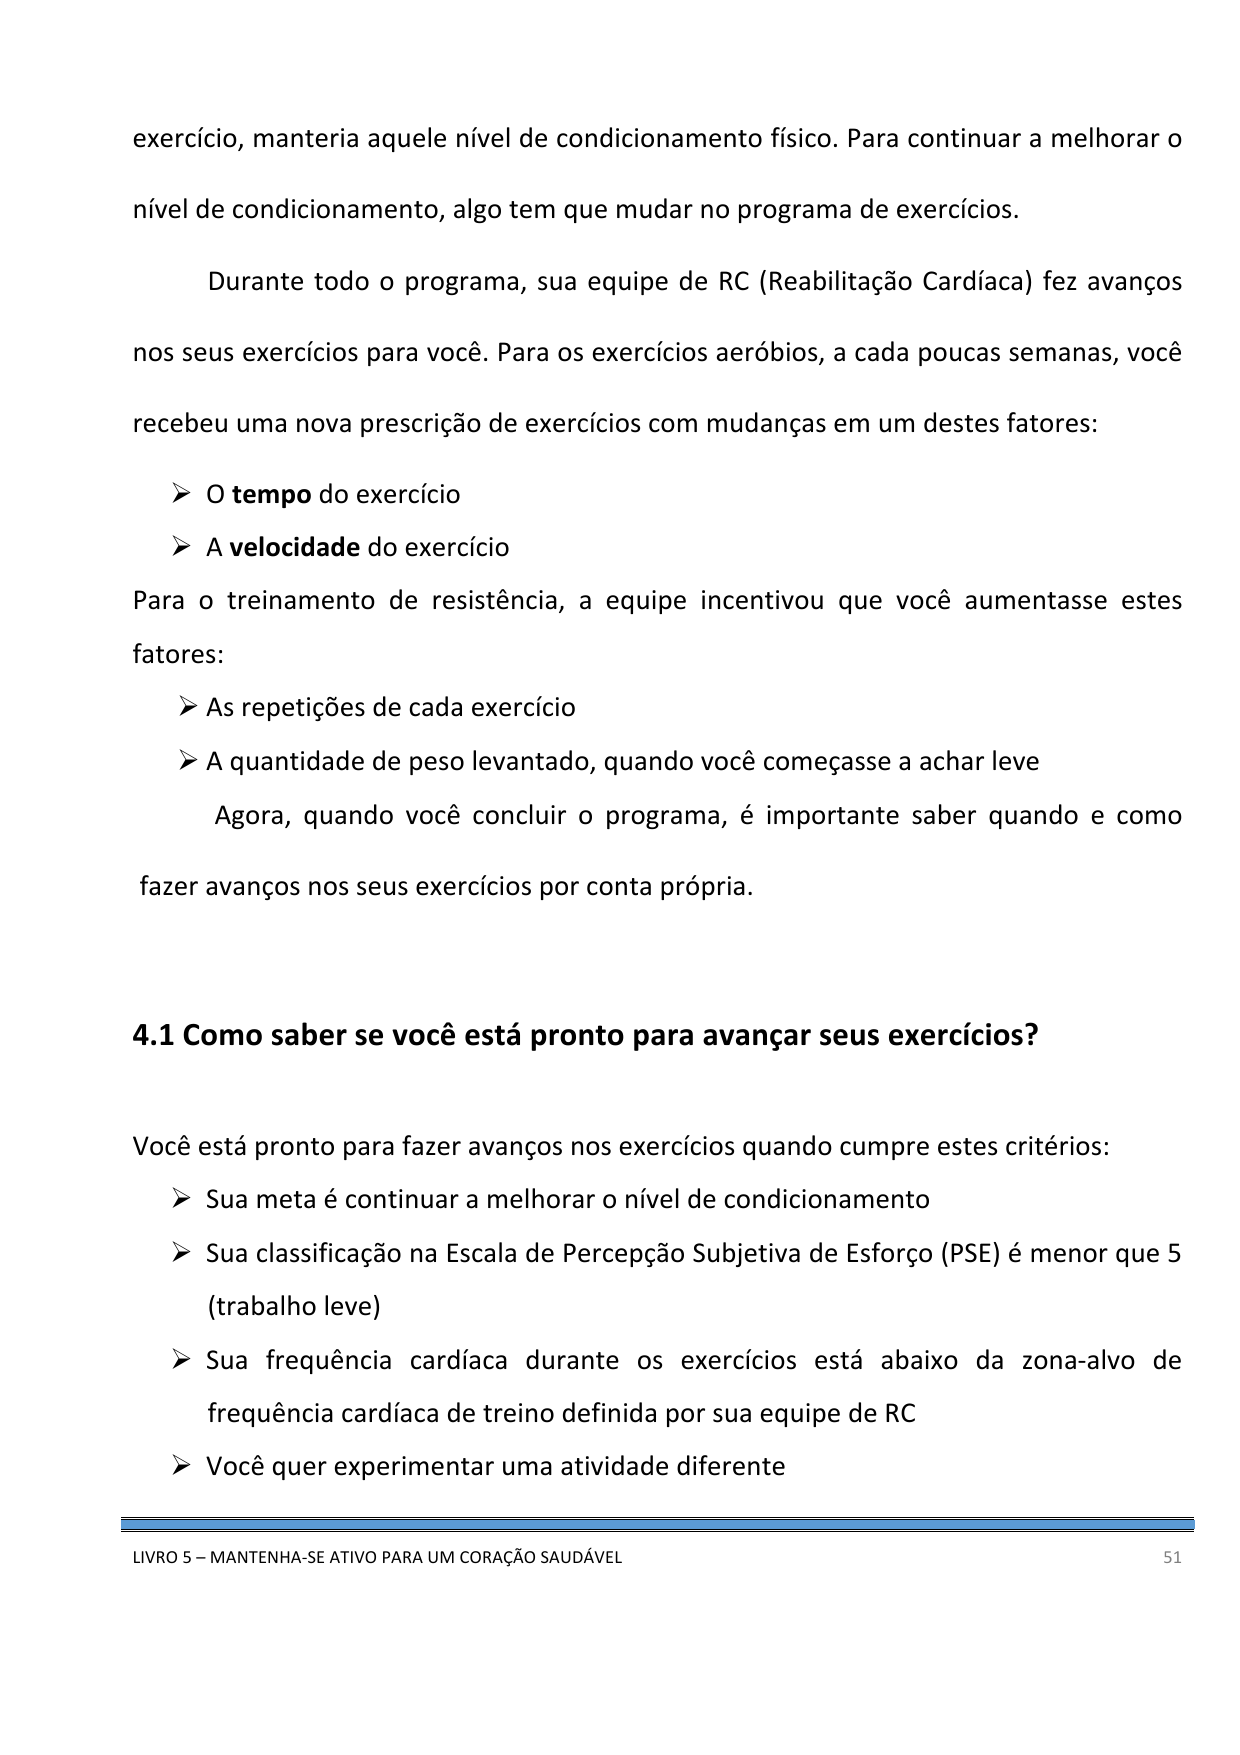 exercício, manteria aquele nível de condicionamento físico. Para continuar a melhorar o
nível de condicionamento, algo tem que mudar no programa de exercícios.
Durante todo o programa, sua equipe de RC (Reabilitação Cardíaca) fez avanços
nos seus exercícios para você. Para os exercícios aeróbios, a cada poucas semanas, você
recebeu uma nova prescrição de exercícios com mudanças em um destes fatores:
➢ O tempo do exercício
➢ A velocidade do exercício
Para o treinamento de resistência, a equipe incentivou que você aumentasse estes
fatores:
➢ As repetições de cada exercício
➢ A quantidade de peso levantado, quando você começasse a achar leve
Agora, quando você concluir o programa, é importante saber quando e como
fazer avanços nos seus exercícios por conta própria.
4.1 Como saber se você está pronto para avançar seus exercícios?
Você está pronto para fazer avanços nos exercícios quando cumpre estes critérios:
➢ Sua meta é continuar a melhorar o nível de condicionamento
➢ Sua classificação na Escala de Percepção Subjetiva de Esforço (PSE) é menor que 5
(trabalho leve)
➢ Sua frequência cardíaca durante os exercícios está abaixo da zona-alvo de
frequência cardíaca de treino definida por sua equipe de RC
➢ Você quer experimentar uma atividade diferente
LIVRO 5 – MANTENHA-SE ATIVO PARA UM CORAÇÃO SAUDÁVEL 51